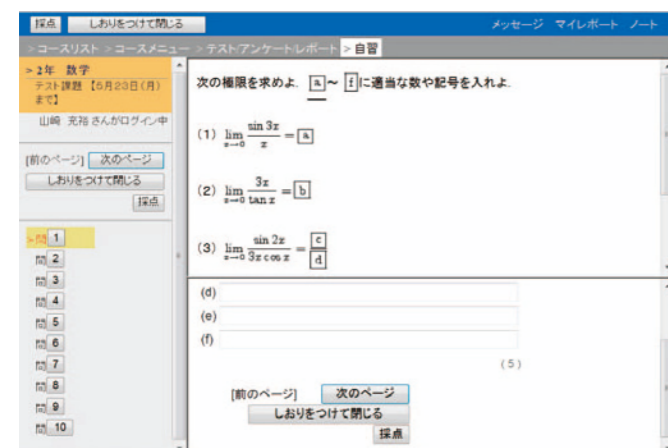 採点 しおりをつけて閉じる メッセージ マイレポート ノート
> コースリスト > コースメニュー > テスト/アンケート/レポート > 自習
> 2年 数学
テスト課題【5月23日(月)
まで】
山崎 充裕 さんがログイン中
[前のページ] 次のページ
しおりをつけて閉じる
採点
> 問 1
問 2
問 3
問 4
問 5
問 6
問 7
問 8
問 9
問 10
次の極限を求めよ. a ~ f に適当な数や記号を入れよ.
(1) lim x→0 sin 3x / x = a
(2) lim x→0 3x / tan x = b
(3) lim x→0 sin 2x / 3x cos x = c / d
(d)
(e)
(f)
(5)
[前のページ] 次のページ
しおりをつけて閉じる
採点